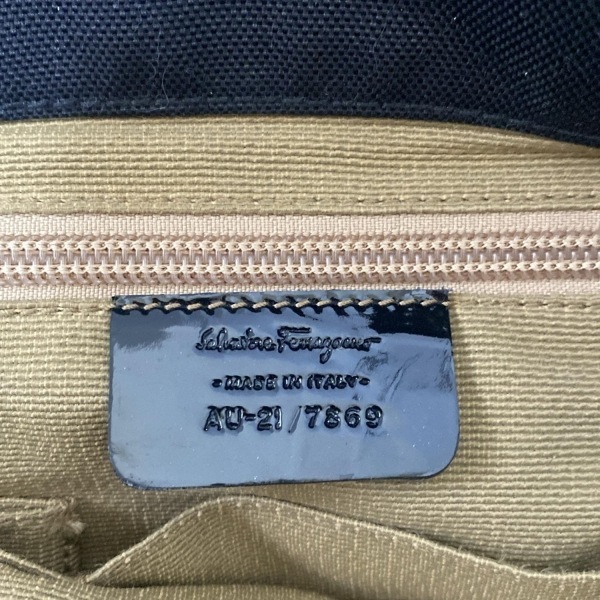 Salvatore Ferragamo
-MADE IN ITALY-
AU-21/7869